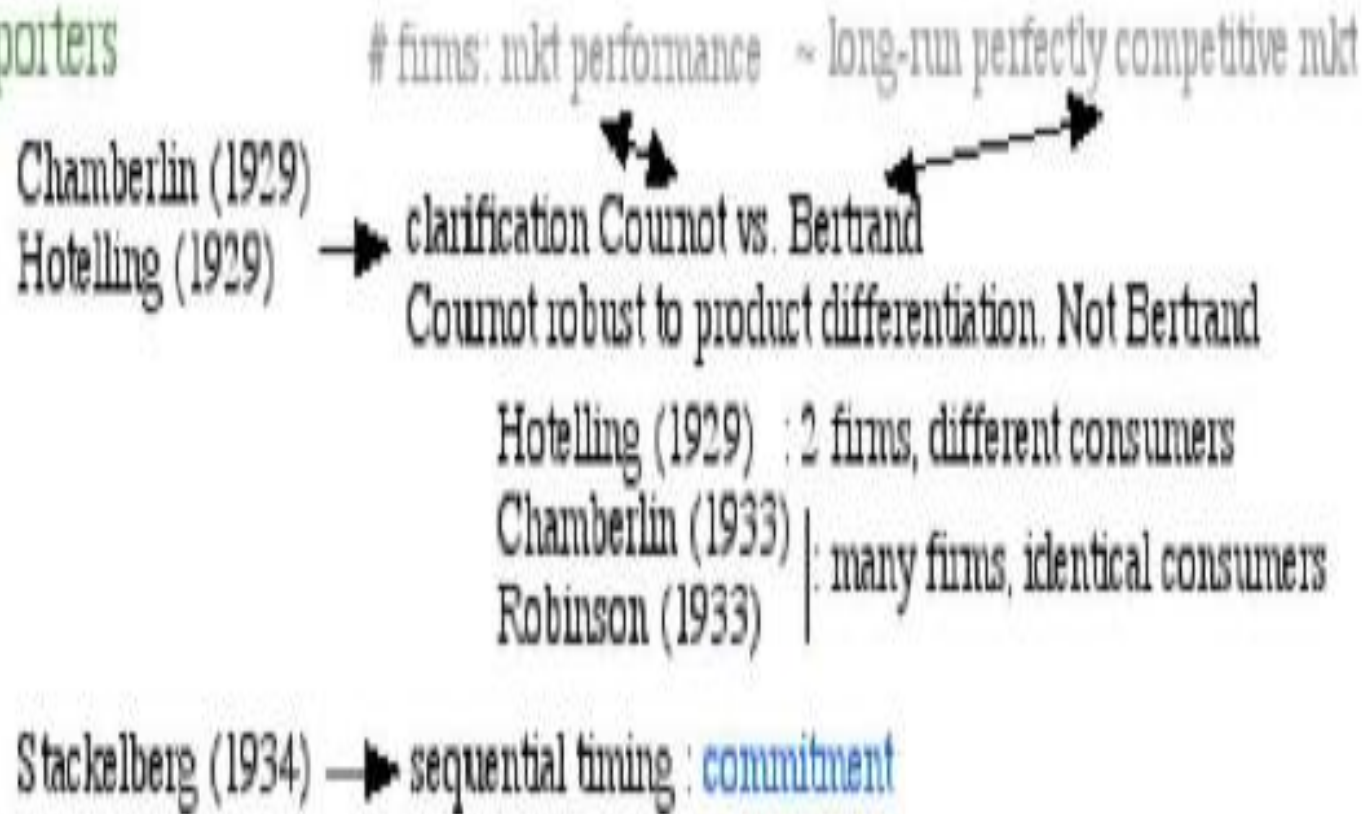 porters
# firms: mkt performance ~ long-run perfectly competitive mkt
Chamberlin (1929)
Hotelling (1929)
clarification Cournot vs. Bertrand
Cournot robust to product differentiation. Not Bertrand
Hotelling (1929) : 2 firms, different consumers
Chamberlin (1933)
Robinson (1933)
: many firms, identical consumers
Stackelberg (1934) sequential timing : commitment